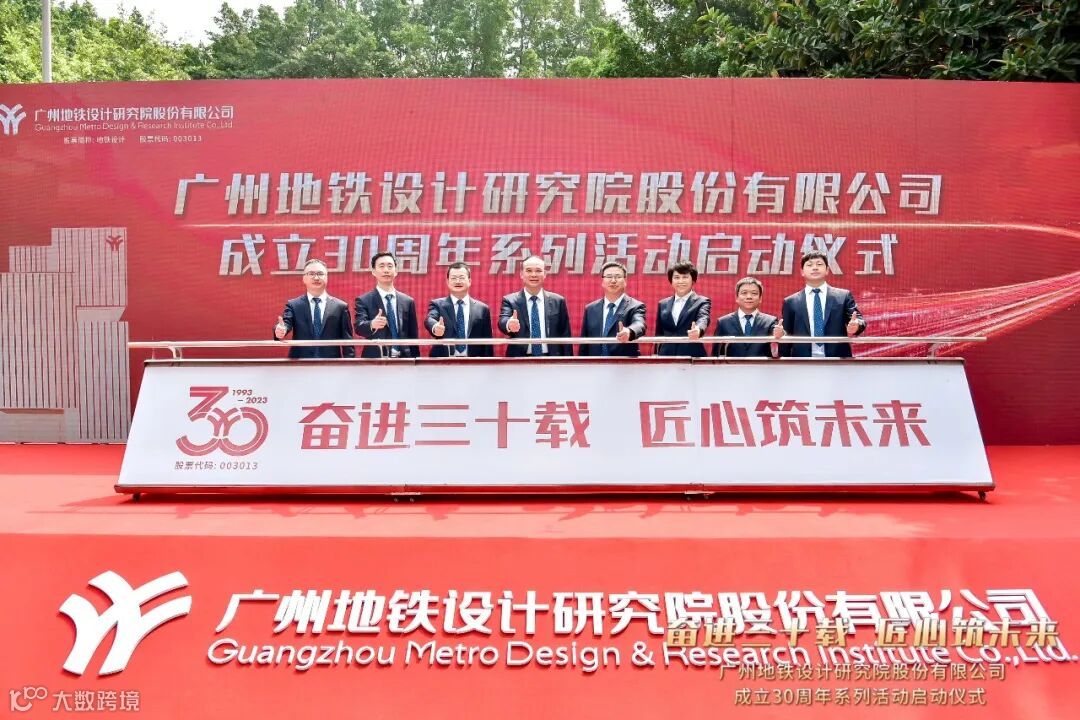 广州地铁设计研究院股份有限公司
Guangzhou Metro Design & Research Institute Co.,Ltd.
股票简称: 地铁设计 股票代码: 003013
广州地铁设计研究院股份有限公司
成立30周年系列活动启动仪式
30
1993
-2023
股票代码: 003013
奋进三十载 匠心筑未来
广州地铁设计研究院股份有限公司
Guangzhou Metro Design & Research Institute Co.,Ltd.
奋进三十载 匠心筑未来
广州地铁设计研究院股份有限公司
成立30周年系列活动启动仪式
大数跨境